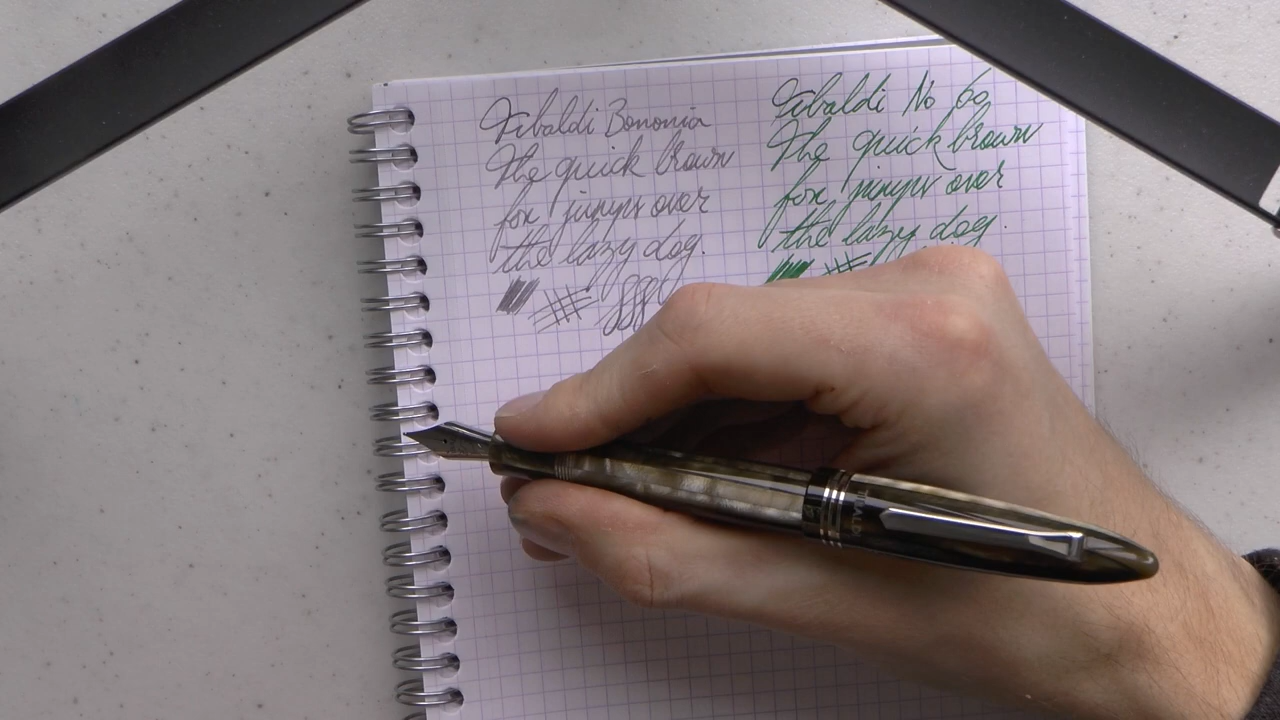 Tibaldi Bononia
The quick brown
fox jumps over
the lazy dog.
Tibaldi No 60
The quick brown
fox jumps over
the lazy dog
TIBALDI